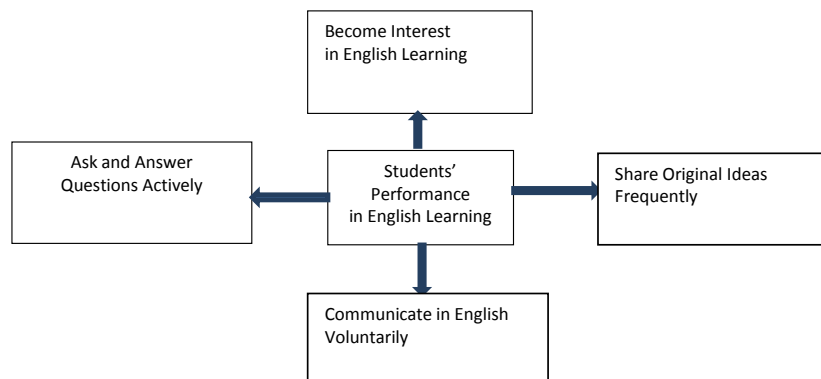 Become Interest
in English Learning
Ask and Answer
Questions Actively
Students’
Performance
in English Learning
Share Original Ideas
Frequently
Communicate in English
Voluntarily